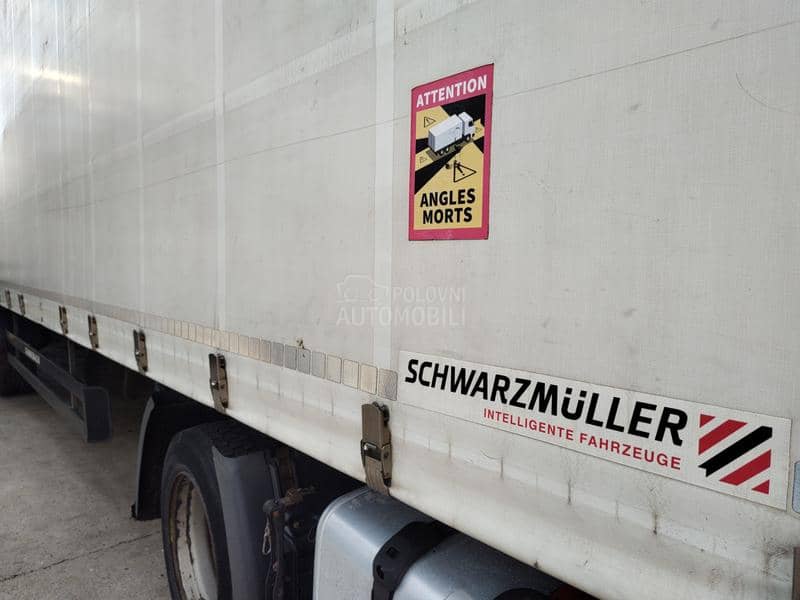 ATTENTION
ANGLES
MORTS
POLOVNI
AUTOMOBILI
SCHWARZMÜLLER
INTELLIGENTE FAHRZEUGE